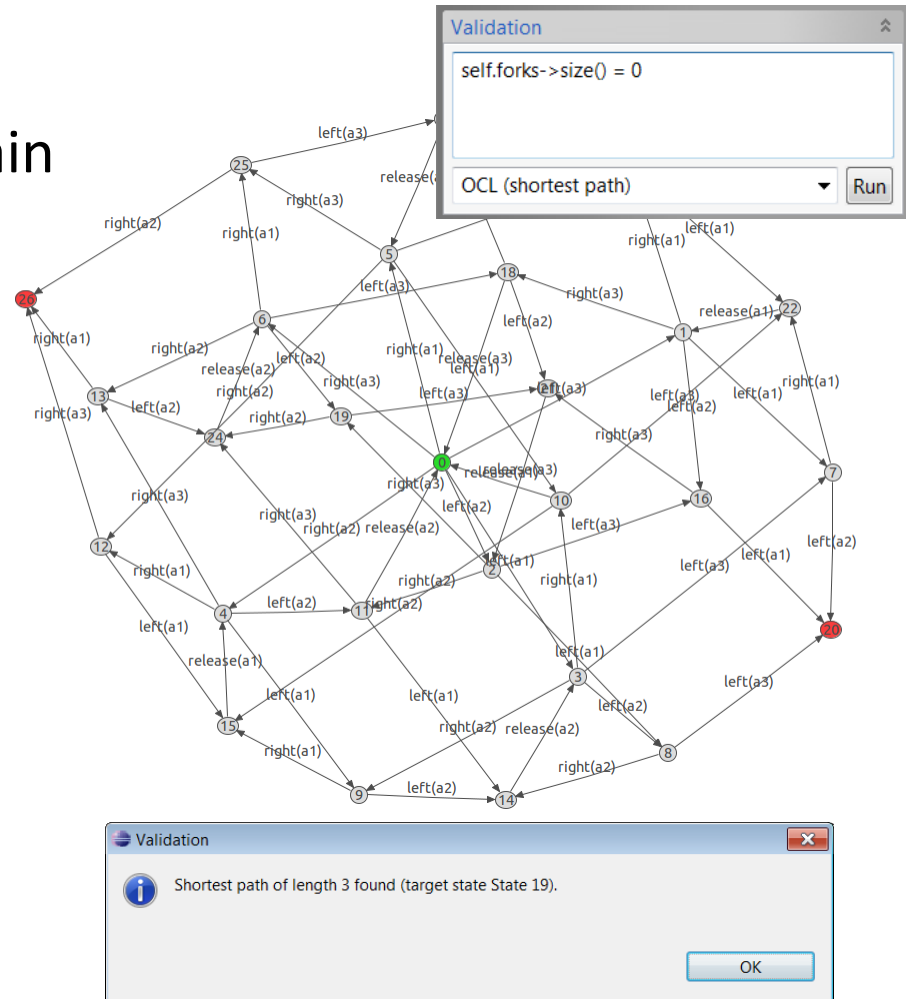 Validation
self.forks->size() = 0
OCL (shortest path)
Run
left(a3)
25
release(a
right(a3)
right(a2)
right(a1)
right(a1)
left(a1)
5
18
left(a3)
right(a3)
26
release(a1)
22
6
left(a2)
1
right(a1)
right(a2)
right(a1)
release(a3)
left(a1)
release(a2)
left(a2)
right(a3)
right(a2)
left(a3)
left(a3)
left(a3)
left(a2)
left(a1)
right(a1)
13
left(a2)
right(a3)
19
right(a2)
24
right(a3)
0
release(a1)
release(a3)
right(a3)
7
right(a3)
left(a2)
10
16
right(a3)
right(a2)
release(a2)
left(a3)
left(a2)
12
left(a1)
left(a1)
2
left(a3)
right(a1)
right(a2)
right(a1)
4
left(a2)
11
right(a2)
left(a1)
20
release(a1)
left(a1)
3
left(a3)
left(a1)
left(a1)
left(a2)
15
right(a2)
release(a2)
right(a1)
8
right(a2)
9
left(a2)
14
Validation
Shortest path of length 3 found (target state State 19).
OK